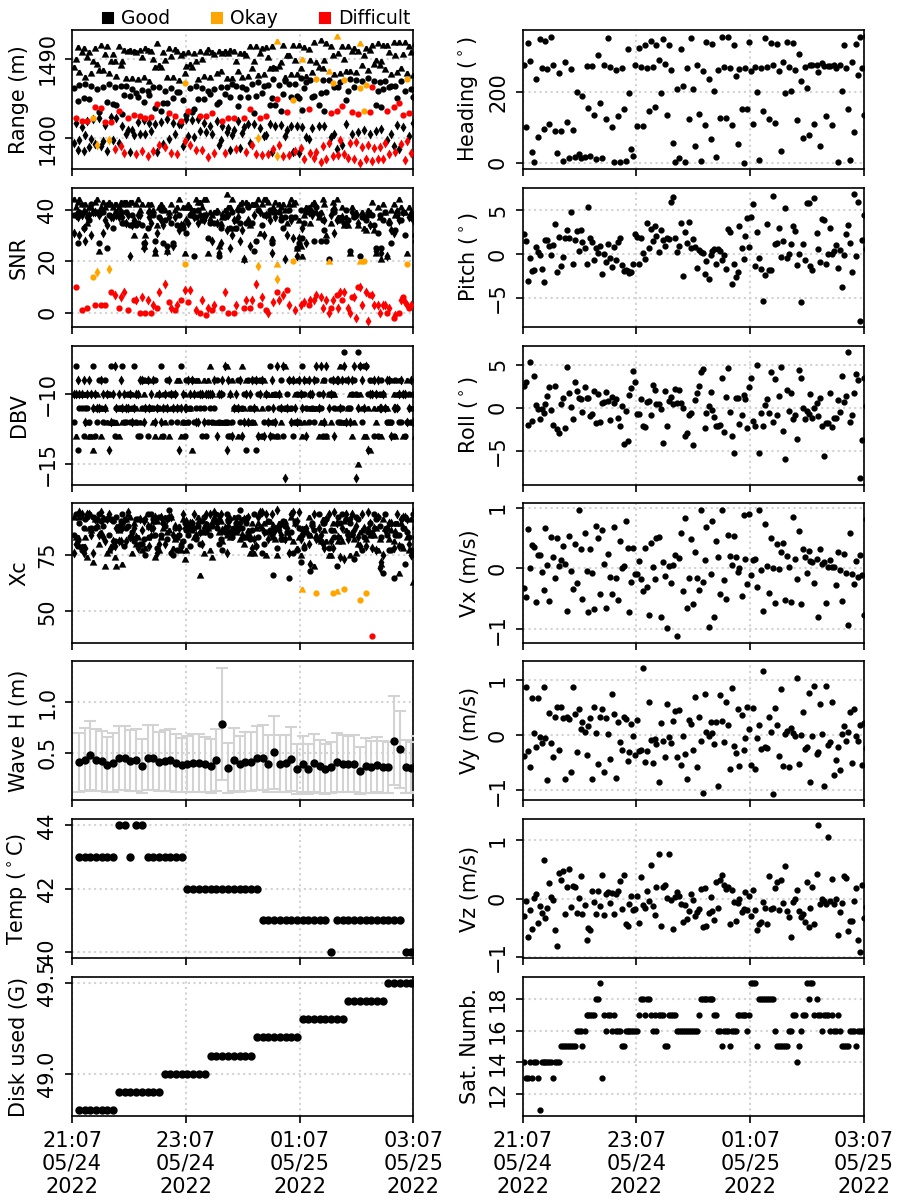 Good Okay Difficult
Range (m)
1490
1400
Heading (°)
200
0
SNR
40
20
0
Pitch (°)
5
0
−5
DBV
−10
−15
Roll (°)
5
0
−5
Xc
75
50
Vx (m/s)
1
0
−1
Wave H (m)
1.0
0.5
Vy (m/s)
1
0
−1
Temp (°C)
44
42
40
Vz (m/s)
1
0
−1
Disk used (G)
49.5
49.0
Sat. Numb.
18
16
14
12
21:07 23:07 01:07 03:07 21:07 23:07 01:07 03:07
05/24 05/24 05/25 05/25 05/24 05/24 05/25 05/25
2022 2022 2022 2022 2022 2022 2022 2022